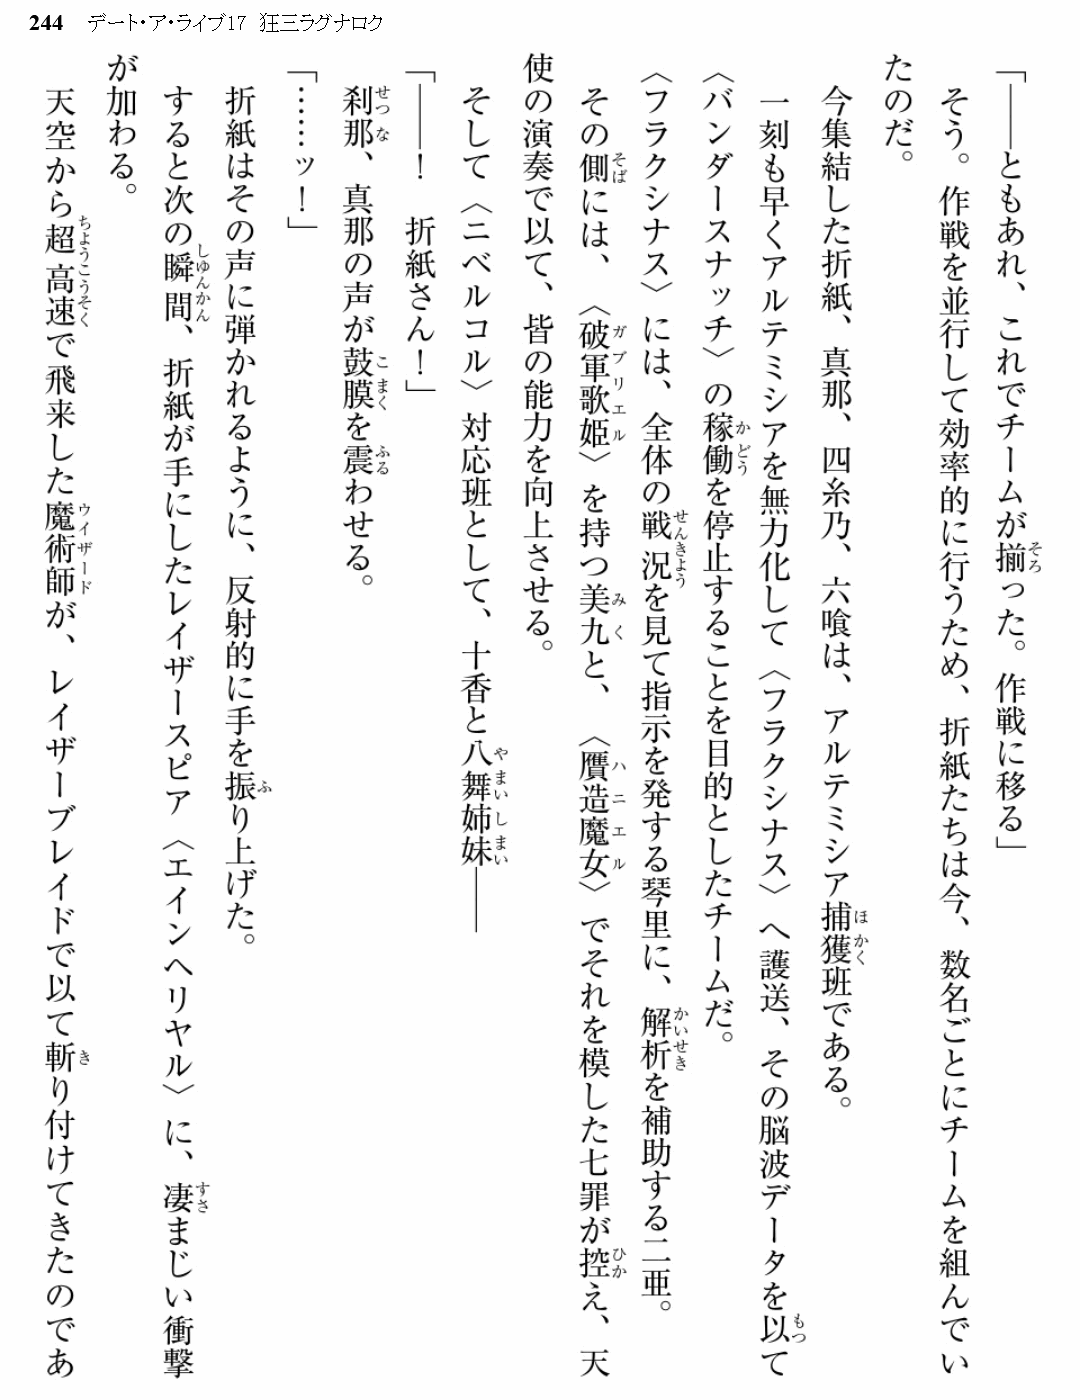 244 デート・ア・ライブ17 狂三ラグナロク
「――ともあれ、これでチームが揃った。作戦に移る」
そう。作戦を並行して効率的に行うため、折紙たちは今、数名ごとにチームを組んでい
たのだ。
今集結した折紙、真那、四糸乃、六喰は、アルテミシア捕獲班である。
一刻も早くアルテミシアを無力化して〈フラクシナス〉へ護送、その脳波データを以て
〈バンダースナッチ〉の稼働を停止することを目的としたチームだ。
〈フラクシナス〉には、全体の戦況を見て指示を発する琴里に、解析を補助する二亜。
その側には、〈破軍歌姫〉を持つ美九と、〈贋造魔女〉でそれを模した七罪が控え、天
使の演奏で以て、皆の能力を向上させる。
そして〈ニベルコル〉対応班として、十香と八舞姉妹――
「――！　折紙さん！」
刹那、真那の声が鼓膜を震わせる。
「……ッ！」
折紙はその声に弾かれるように、反射的に手を振り上げた。
すると次の瞬間、折紙が手にしたレイザースピア〈エインヘリヤル〉に、凄まじい衝撃
が加わる。
天空から超高速で飛来した魔術師が、レイザーブレイドで以て斬り付けてきたのであ